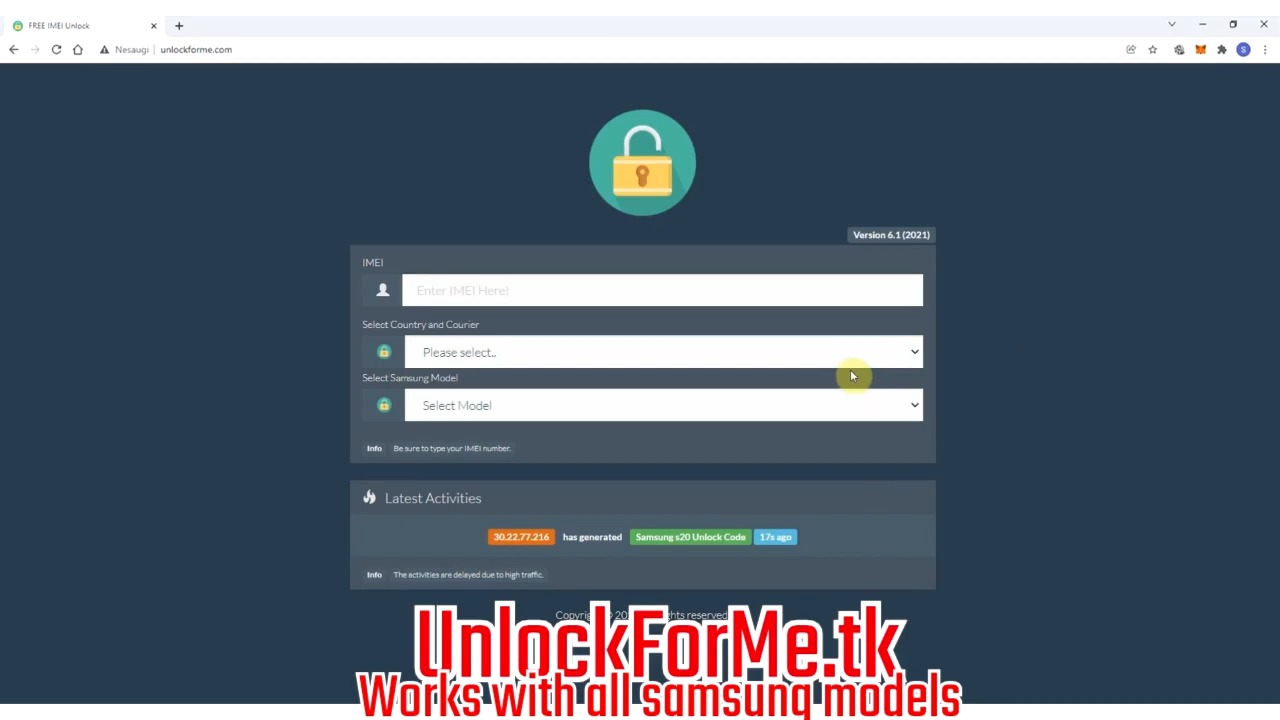 FREE IMEI Unlock
Nesaugi | unlockforme.com
S
Version 6.1 (2021)
IMEI
Enter IMEI Here!
Select Country and Courier
Please select..
Select Samsung Model
Select Model
Info Be sure to type your IMEI number.
Latest Activities
30.22.77.216 has generated Samsung s20 Unlock Code 17s ago
Info The activities are delayed due to high traffic.
reserved
UnlockForMe.tk
Works with all samsung models